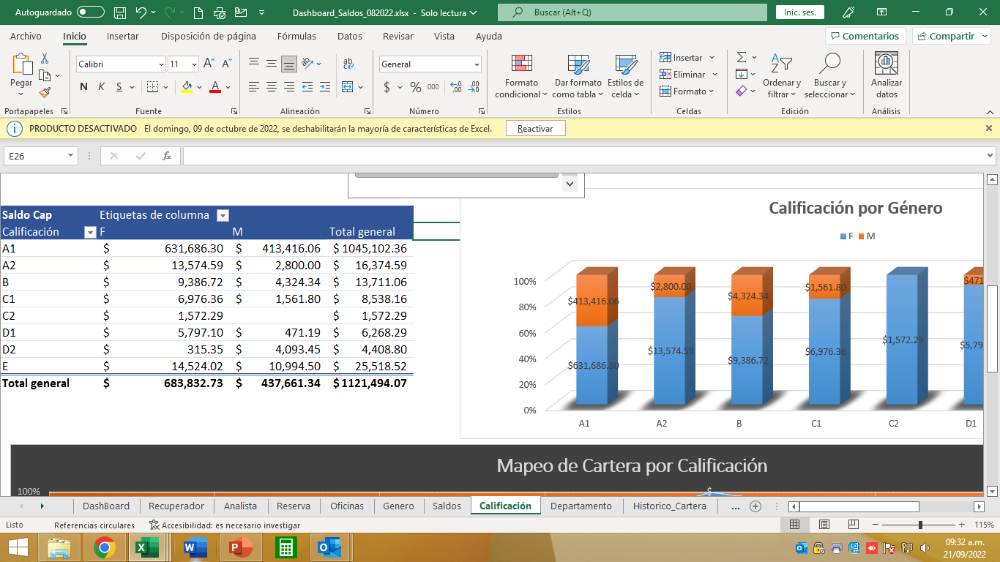 Autoguardado
Dashboard_Saldos_082022.xlsx - Solo lectura
Buscar (Alt+Q)
Inic. ses.
Archivo Inicio Insertar Disposición de página Fórmulas Datos Revisar Vista Ayuda
Comentarios Compartir
Pegar
Portapapeles
Calibri 11
N K S
A A
Fuente
ab
Alineación
General
$ % 000
Número
Formato condicional
Dar formato como tabla
Estilos de celda
Estilos
Insertar
Eliminar
Formato
Celdas
Ordenar y filtrar
Buscar y seleccionar
Edición
Analizar datos
Análisis
PRODUCTO DESACTIVADO El domingo, 09 de octubre de 2022, se deshabilitarán la mayoría de características de Excel. Reactivar
E26 fx
Saldo Cap Etiquetas de columna
Calificación F M Total general
A1 $ 631,686.30 $ 413,416.06 $ 1045,102.36
A2 $ 13,574.59 $ 2,800.00 $ 16,374.59
B $ 9,386.72 $ 4,324.34 $ 13,711.06
C1 $ 6,976.36 $ 1,561.80 $ 8,538.16
C2 $ 1,572.29 $ 1,572.29
D1 $ 5,797.10 $ 471.19 $ 6,268.29
D2 $ 315.35 $ 4,093.45 $ 4,408.80
E $ 14,524.02 $ 10,994.50 $ 25,518.52
Total general $ 683,832.73 $ 437,661.34 $ 1121,494.07
Calificación por Género
F M
100%
80%
60%
40%
20%
0%
$413,416.06 $2,800.00 $4,324.34 $1,561.80 $471
$631,686.30 $13,574.59 $9,386.72 $6,976.36 $1,572.29 $5,79
A1 A2 B C1 C2 D1
Mapeo de Cartera por Calificación
100%
$
DashBoard Recuperador Analista Reserva Oficinas Genero Saldos Calificación Departamento Historico_Cartera ...
Listo Referencias circulares Accesibilidad: es necesario investigar
115%
09:32 a.m.
21/09/2022